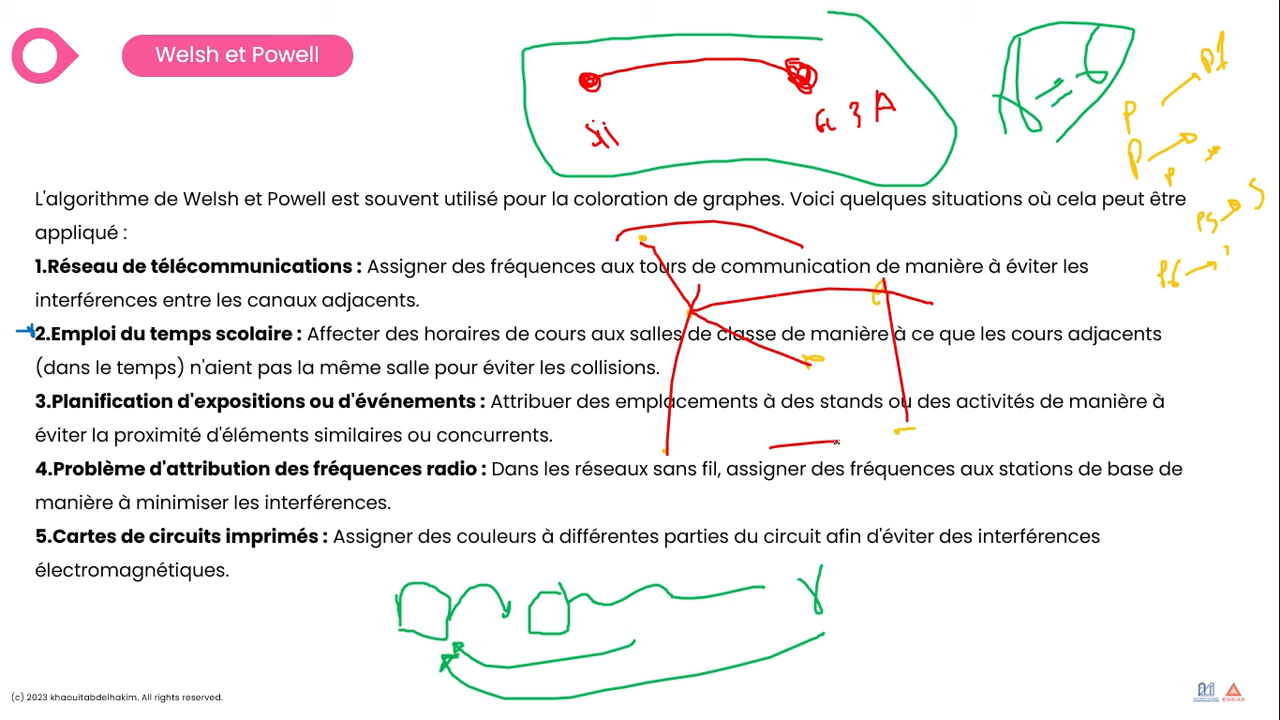 Welsh et Powell
P
P1
P
P
P5
S
P6
L'algorithme de Welsh et Powell est souvent utilisé pour la coloration de graphes. Voici quelques situations où cela peut être
appliqué :
1.Réseau de télécommunications : Assigner des fréquences aux tours de communication de manière à éviter les
interférences entre les canaux adjacents.
2.Emploi du temps scolaire : Affecter des horaires de cours aux salles de classe de manière à ce que les cours adjacents
(dans le temps) n'aient pas la même salle pour éviter les collisions.
3.Planification d'expositions ou d'événements : Attribuer des emplacements à des stands ou des activités de manière à
éviter la proximité d'éléments similaires ou concurrents.
4.Problème d'attribution des fréquences radio : Dans les réseaux sans fil, assigner des fréquences aux stations de base de
manière à minimiser les interférences.
5.Cartes de circuits imprimés : Assigner des couleurs à différentes parties du circuit afin d'éviter des interférences
électromagnétiques.
(c) 2023 khaouitabdelhakim. All rights reserved.
ENSIAS